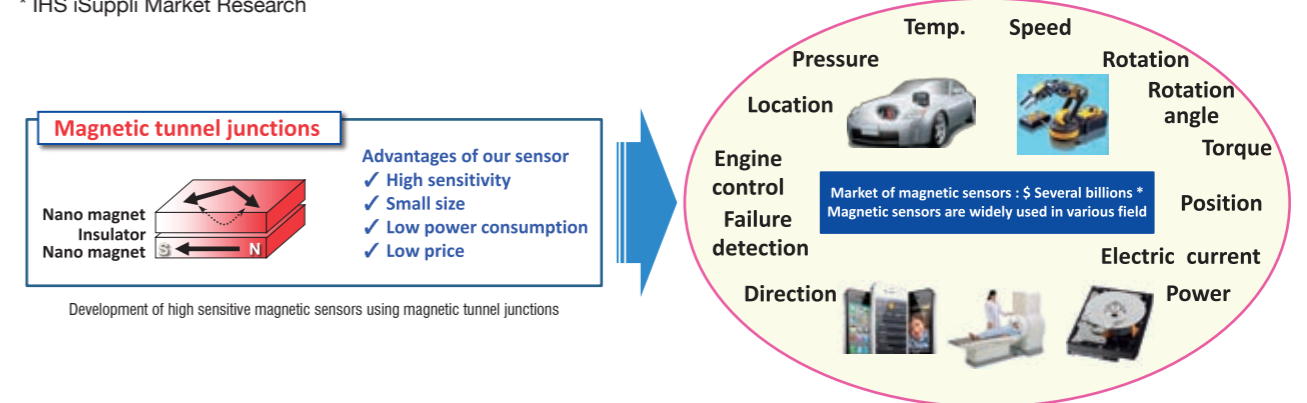 * IHS iSuppli Market Research
Magnetic tunnel junctions
Nano magnet
Insulator
Nano magnet
S N
Advantages of our sensor
✓ High sensitivity
✓ Small size
✓ Low power consumption
✓ Low price
Development of high sensitive magnetic sensors using magnetic tunnel junctions
Temp.
Speed
Pressure
Rotation
Location
Rotation
angle
Torque
Engine
control
Market of magnetic sensors : $ Several billions *
Magnetic sensors are widely used in various field
Position
Failure
detection
Electric current
Direction
Power